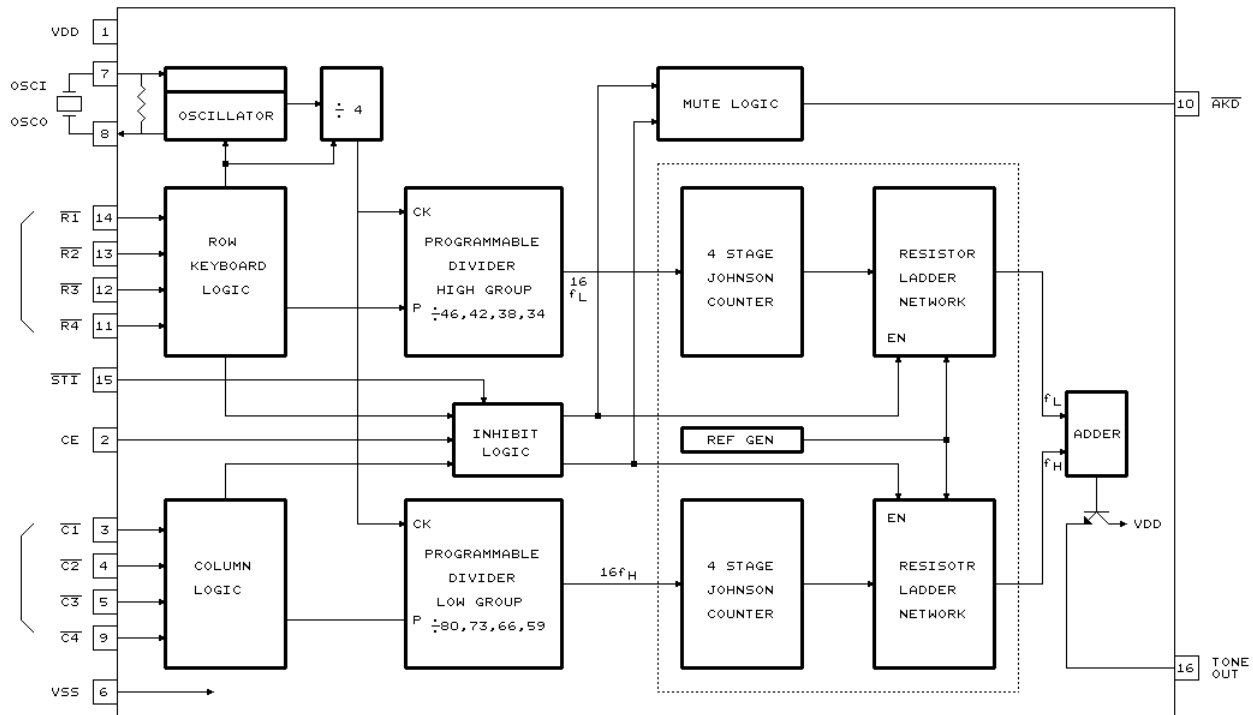 VDD 1
OSCI 7
OSCO 8
OSCILLATOR
÷ 4
MUTE LOGIC
10 AKD
R1 14
R2 13
R3 12
R4 11
ROW
KEYBOARD
LOGIC
CK
PROGRAMMABLE
DIVIDER
HIGH GROUP
P ÷46,42,38,34
16
fL
4 STAGE
JOHNSON
COUNTER
RESISTOR
LADDER
NETWORK
EN
STI 15
CE 2
INHIBIT
LOGIC
REF GEN
fL
ADDER
fH
VDD
C1 3
C2 4
C3 5
C4 9
COLUMN
LOGIC
CK
PROGRAMMABLE
DIVIDER
LOW GROUP
P ÷80,73,66,59
16fH
4 STAGE
JOHNSON
COUNTER
EN
RESISOTR
LADDER
NETWORK
16 TONE
OUT
VSS 6